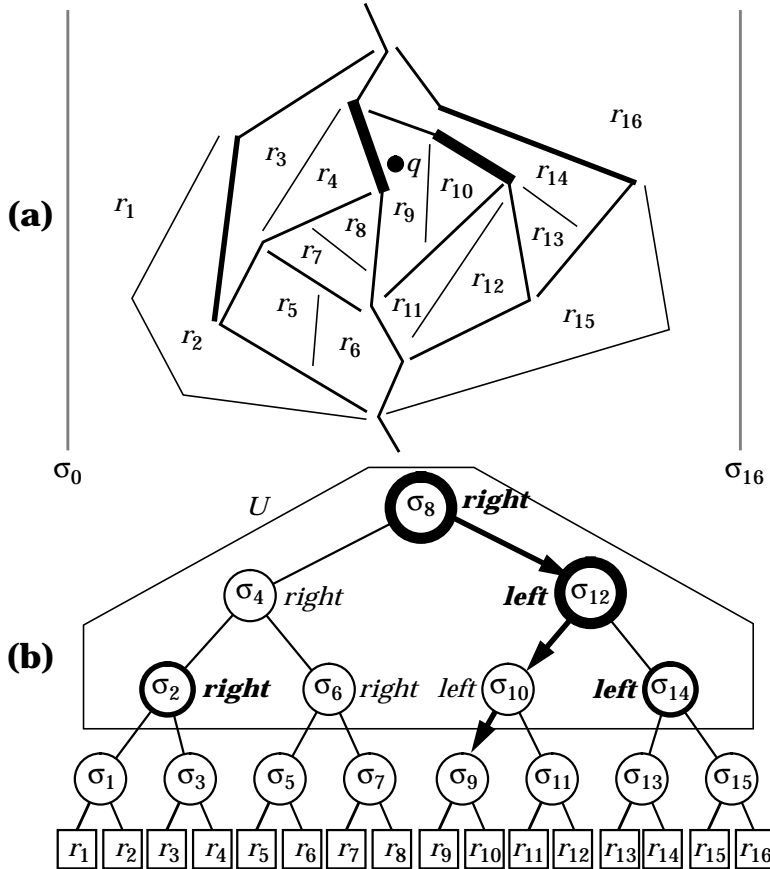 r1
r2
r3
r4
r5
r6
r7
r8
r9
r10
r11
r12
r13
r14
r15
r16
q
(a)
σ0
σ16
U
σ8 right
σ4 right
left σ12
(b)
σ2 right
σ6 right
left σ10
left σ14
σ1 σ3 σ5 σ7 σ9 σ11 σ13 σ15
r1 r2 r3 r4 r5 r6 r7 r8 r9 r10 r11 r12 r13 r14 r15 r16